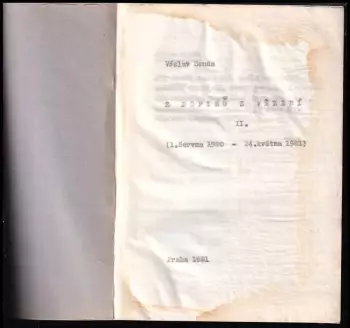 Václav Benda
Z DOPISŮ Z VĚZENÍ
II.
(1.června 1980 - 24.května 1981)
Praha 1981